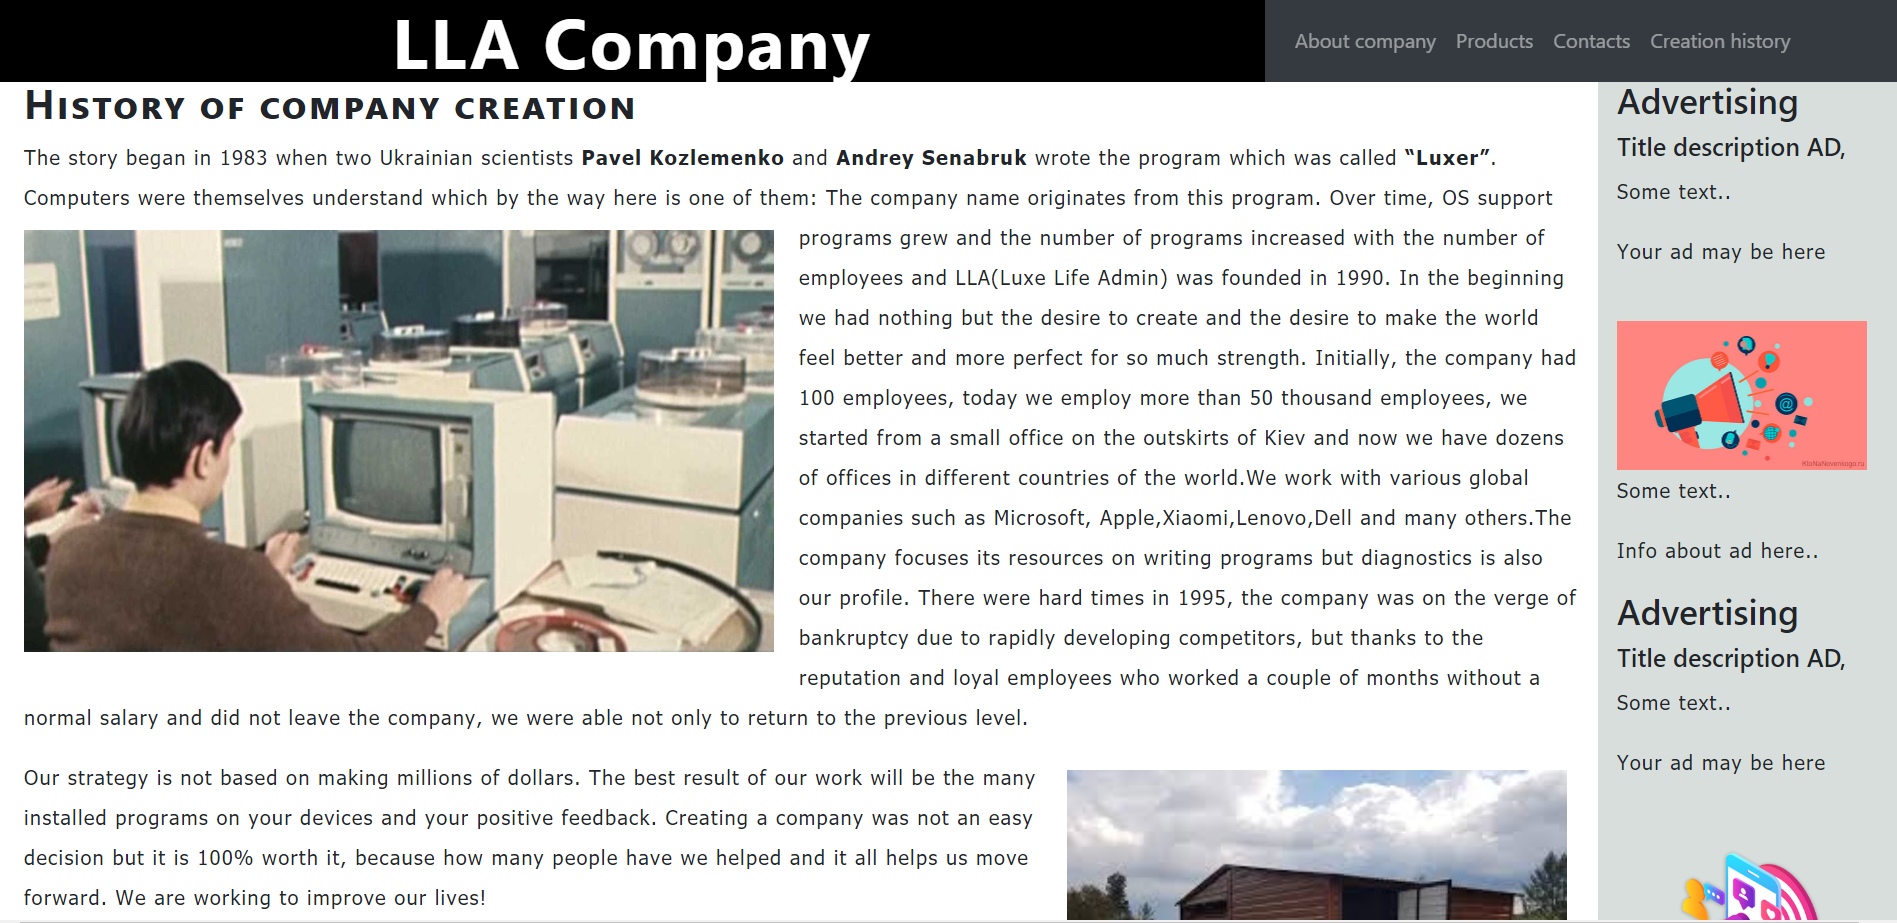 LLA Company
About company Products Contacts Creation history
History of company creation
The story began in 1983 when two Ukrainian scientists Pavel Kozlemenko and Andrey Senabruk wrote the program which was called “Luxer”.
Computers were themselves understand which by the way here is one of them: The company name originates from this program. Over time, OS support
programs grew and the number of programs increased with the number of
employees and LLA(Luxe Life Admin) was founded in 1990. In the beginning
we had nothing but the desire to create and the desire to make the world
feel better and more perfect for so much strength. Initially, the company had
100 employees, today we employ more than 50 thousand employees, we
started from a small office on the outskirts of Kiev and now we have dozens
of offices in different countries of the world.We work with various global
companies such as Microsoft, Apple,Xiaomi,Lenovo,Dell and many others.The
company focuses its resources on writing programs but diagnostics is also
our profile. There were hard times in 1995, the company was on the verge of
bankruptcy due to rapidly developing competitors, but thanks to the
reputation and loyal employees who worked a couple of months without a
normal salary and did not leave the company, we were able not only to return to the previous level.
Our strategy is not based on making millions of dollars. The best result of our work will be the many
installed programs on your devices and your positive feedback. Creating a company was not an easy
decision but it is 100% worth it, because how many people have we helped and it all helps us move
forward. We are working to improve our lives!
Advertising
Title description AD,
Some text..
Your ad may be here
@
KtoNaNovenkogo.ru
Some text..
Info about ad here..
Advertising
Title description AD,
Some text..
Your ad may be here